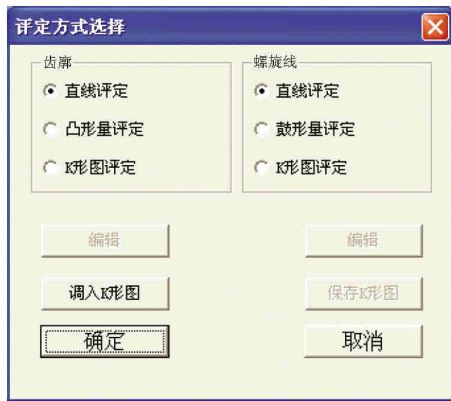 评定方式选择
齿廓
直线评定
凸形量评定
K形图评定
螺旋线
直线评定
鼓形量评定
K形图评定
编辑
编辑
调入K形图
保存K形图
确定
取消